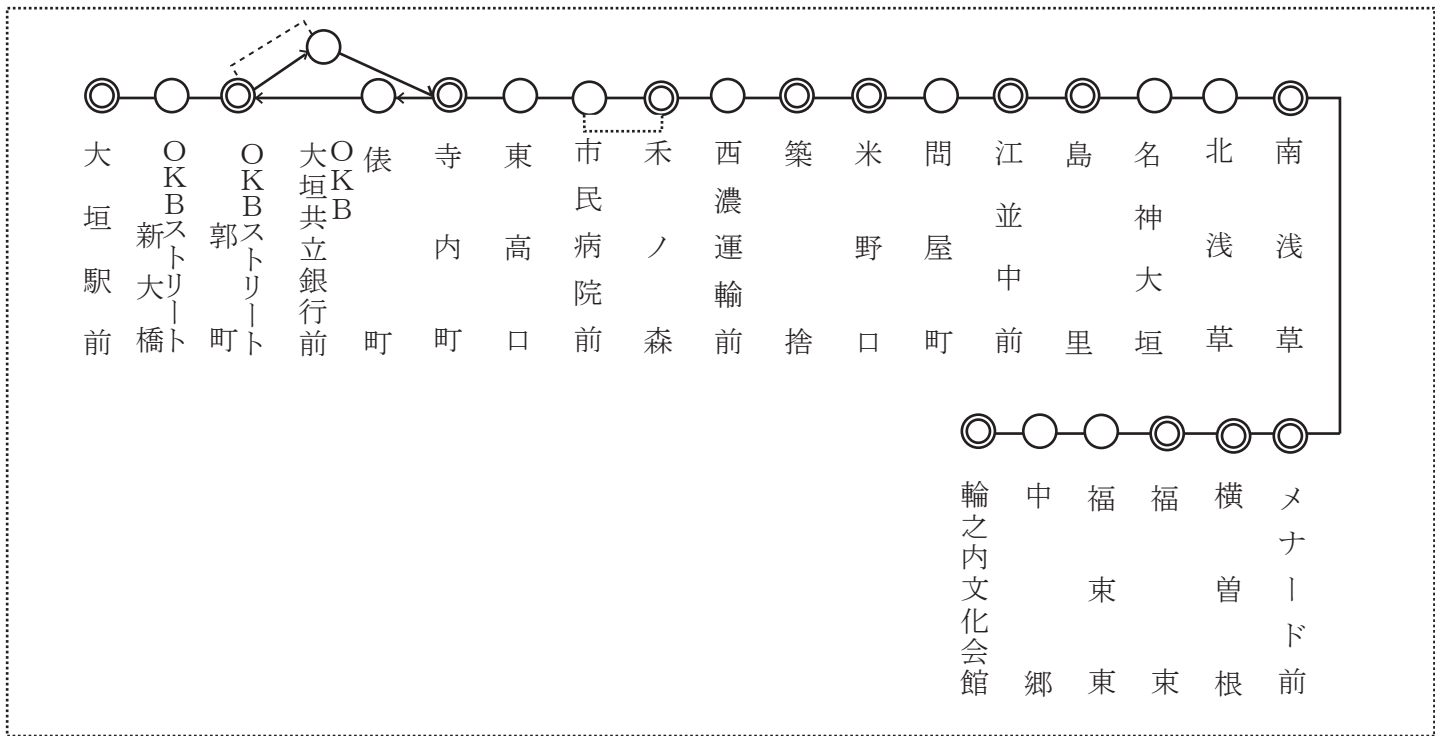 大垣駅前
OKBストリート
新大橋
OKBストリート
郭町
OKB
大垣共立銀行前
俵町
寺内町
東高口
市民病院前
禾ノ森
西濃運輸前
築捨
米野口
問屋町
江並中前
島里
名神大垣
北浅草
南浅草
メナード前
横曽根
福束
福束東
中郷
輪之内文化会館